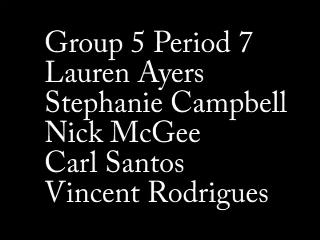 Group 5 Period 7
Lauren Ayers
Stephanie Campbell
Nick McGee
Carl Santos
Vincent Rodrigues